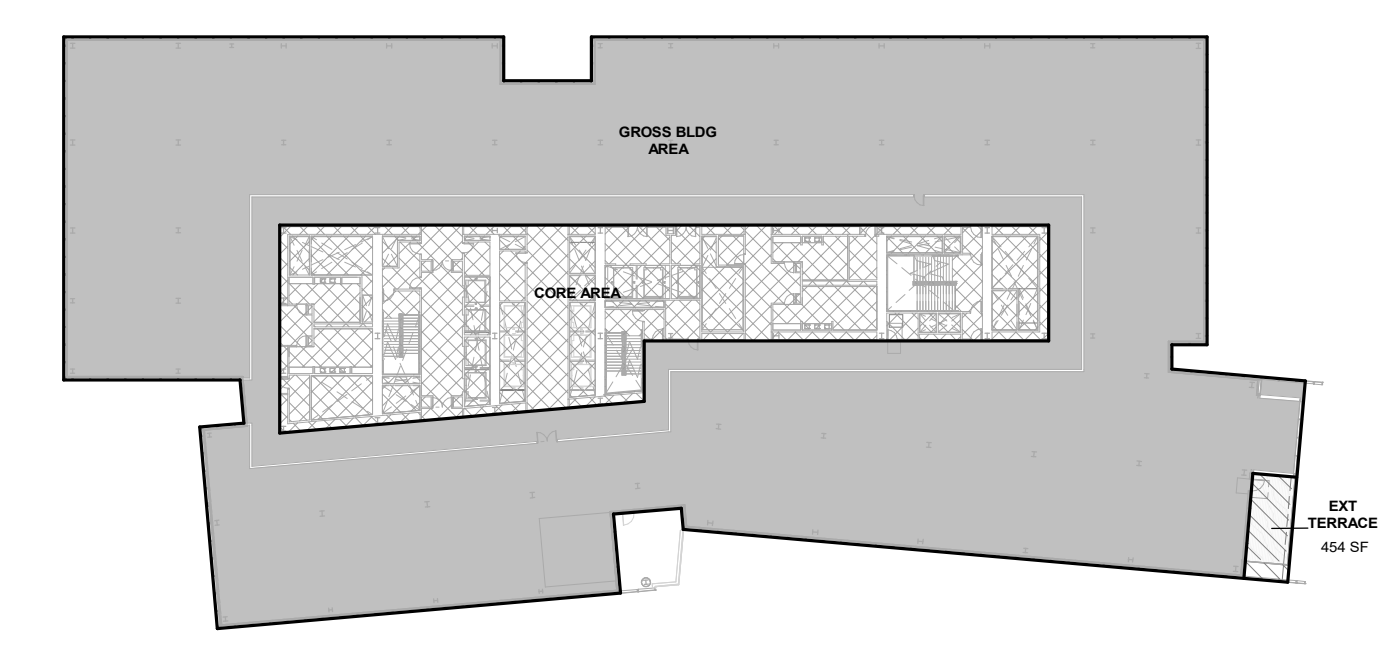 GROSS BLDG
AREA
CORE AREA
EXT
TERRACE
454 SF